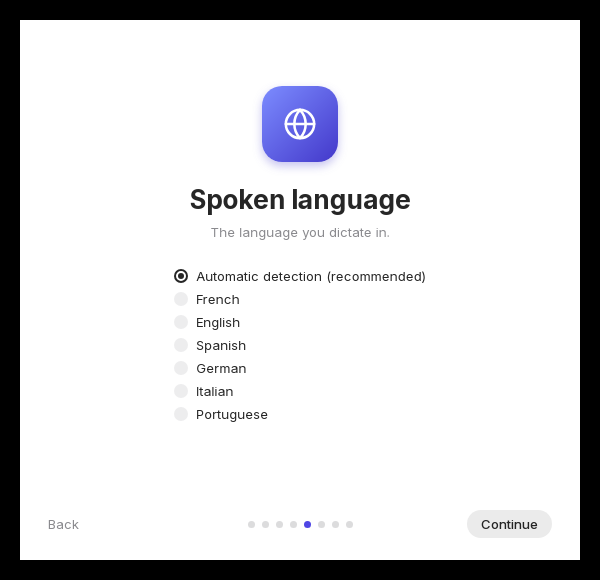 Spoken language
The language you dictate in.
Automatic detection (recommended)
French
English
Spanish
German
Italian
Portuguese
Back
Continue